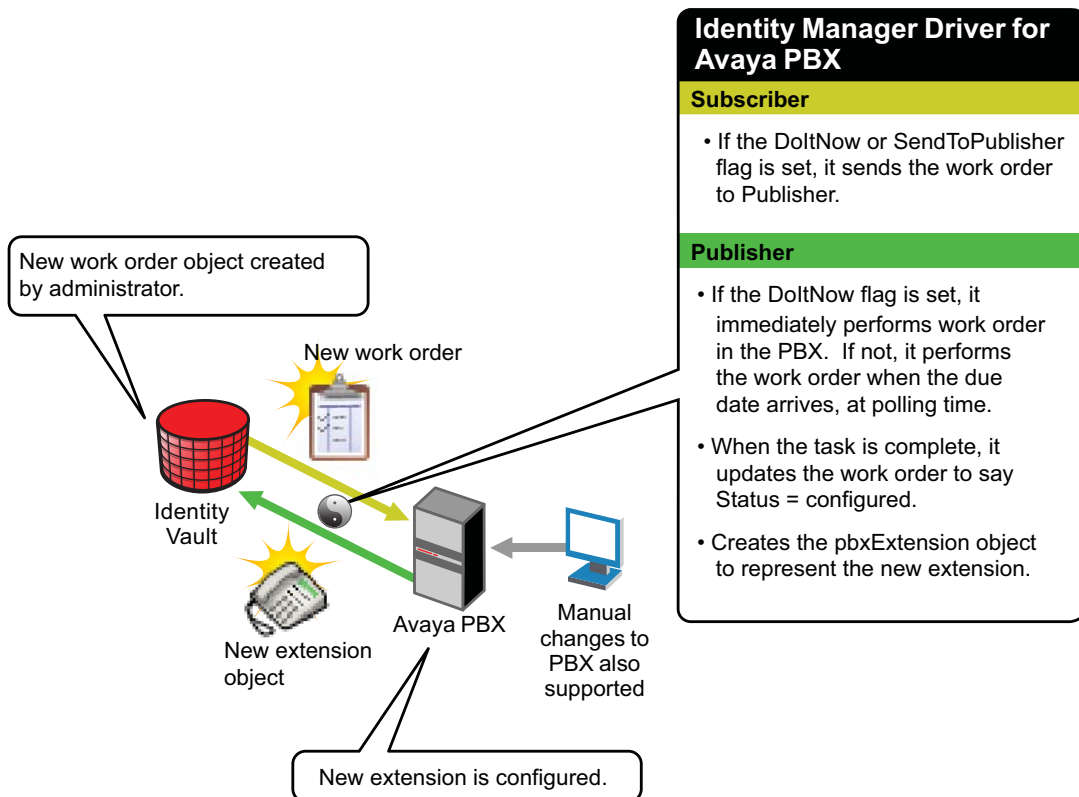 Identity Manager Driver for
Avaya PBX
Subscriber
• If the DoItNow or SendToPublisher
flag is set, it sends the work order
to Publisher.
Publisher
• If the DoItNow flag is set, it
immediately performs work order
in the PBX. If not, it performs
the work order when the due
date arrives, at polling time.
• When the task is complete, it
updates the work order to say
Status = configured.
• Creates the pbxExtension object
to represent the new extension.
New work order object created
by administrator.
New work order
Identity
Vault
Avaya PBX
New extension
object
Manual
changes to
PBX also
supported
New extension is configured.